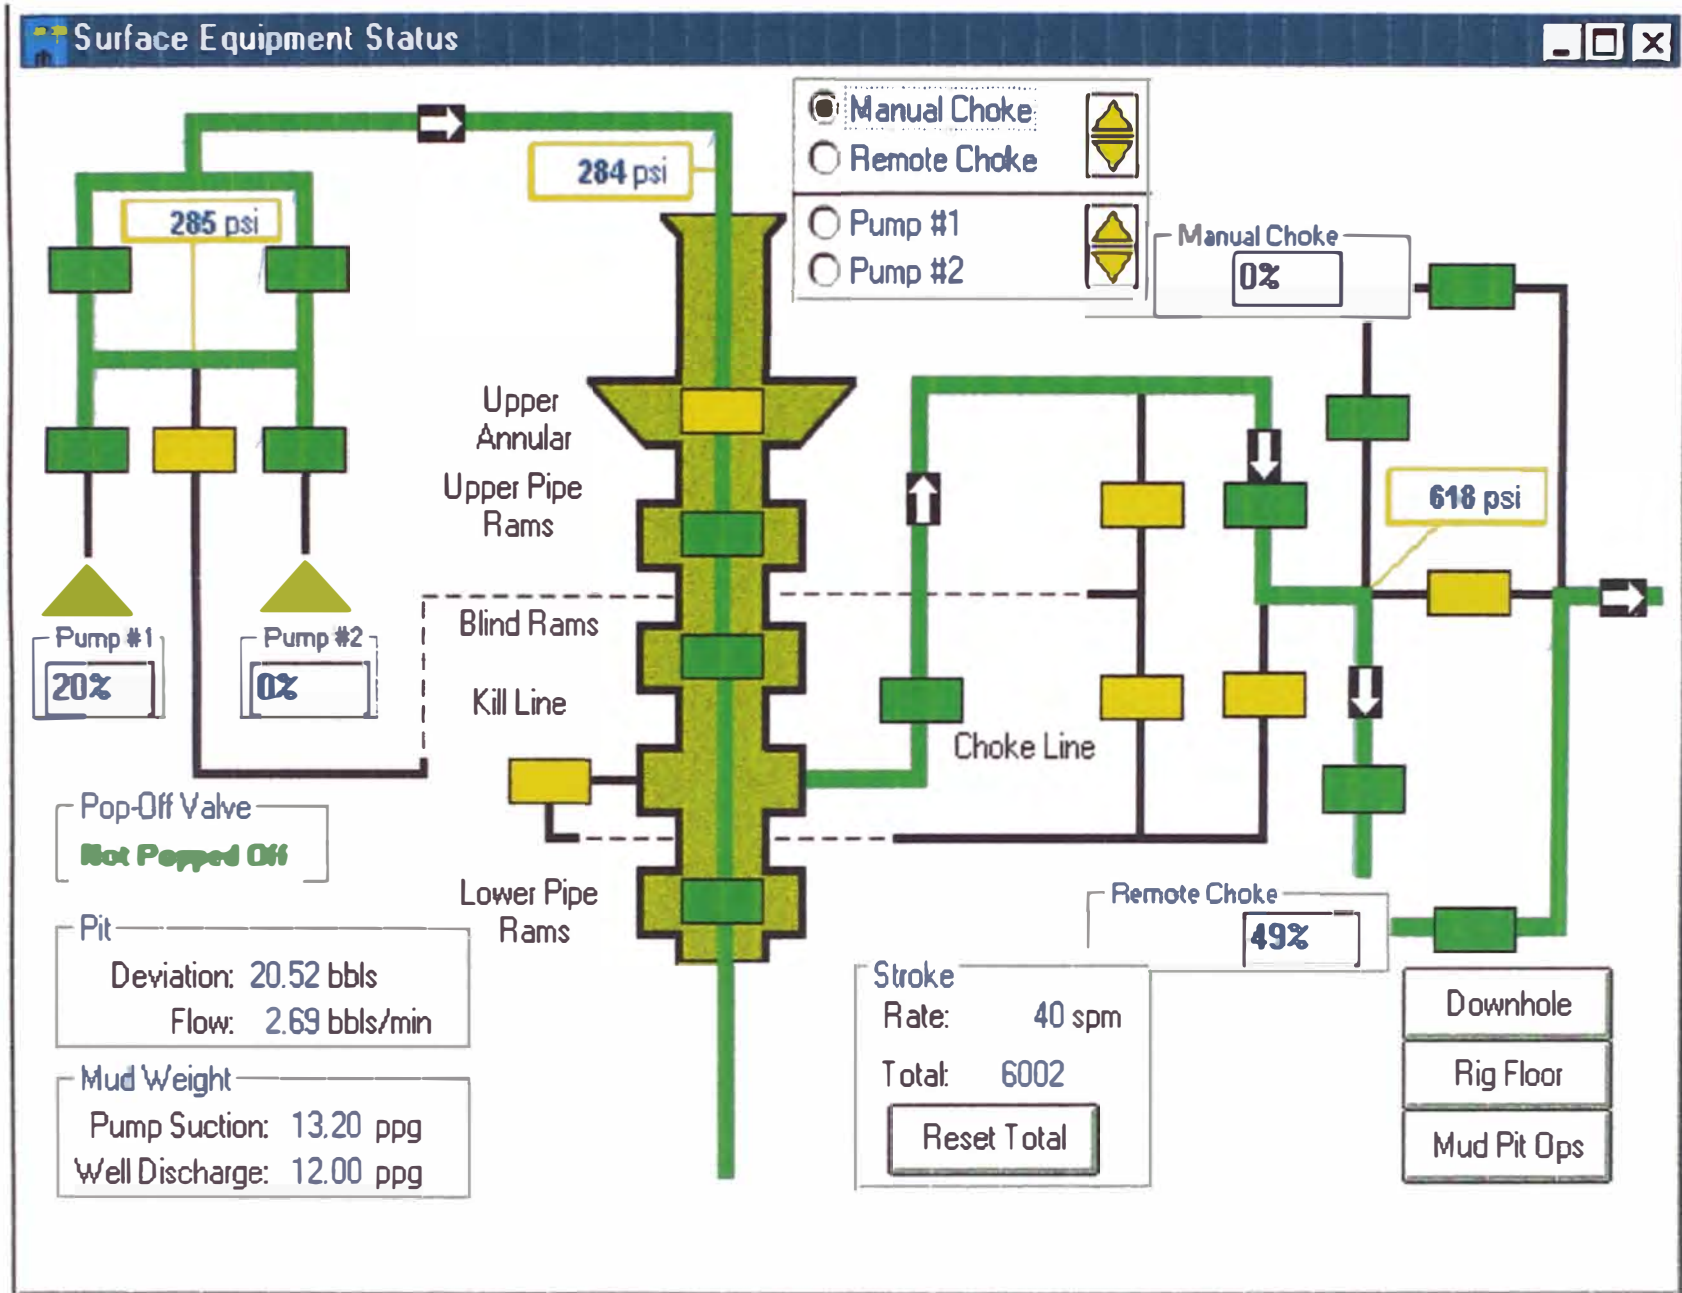 Surface Equipment Status
Manual Choke
Remote Choke
Pump #1
Pump #2
284 psi
285 psi
Manual Choke
0%
Upper
Annular
Upper Pipe
Rams
618 psi
Blind Rams
Pump #1
20%
Pump #2
0%
Kill Line
Choke Line
Pop-Off Valve
Not Popped Off
Lower Pipe
Rams
Remote Choke
49%
Pit
Deviation: 20.52 bbls
Flow: 2.69 bbls/min
Mud Weight
Pump Suction: 13.20 ppg
Well Discharge: 12.00 ppg
Stroke
Rate: 40 spm
Total: 6002
Reset Total
Downhole
Rig Floor
Mud Pit Ops